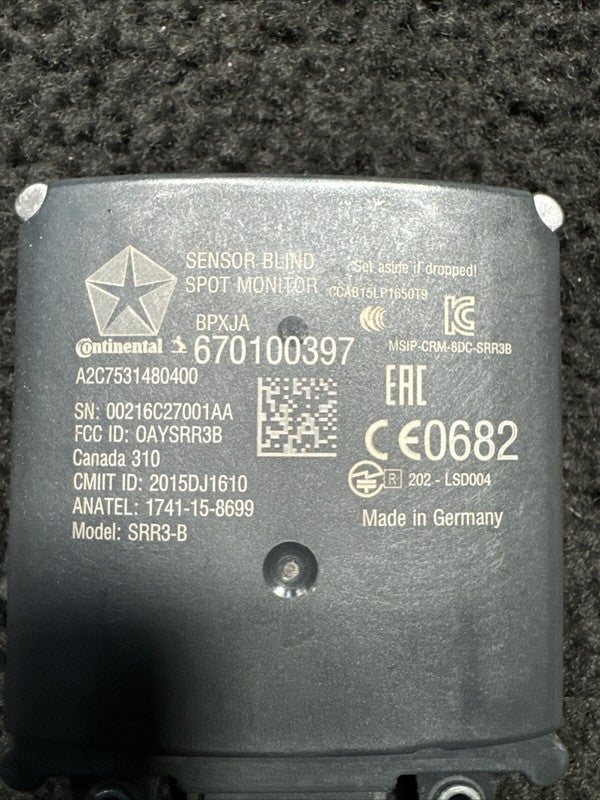 SENSOR BLIND
SPOT MONITOR
Set aside if dropped!
CCAB15LP1650T9
BPXJA
MSIP-CRM-8DC-SRR3B
Continental
670100397
A2C7531480400
EAC
SN: 00216C27001AA
FCC ID: OAYSRR3B
CE0682
Canada 310
CMIIT ID: 2015DJ1610
R 202 - LSD004
ANATEL: 1741-15-8699
Made in Germany
Model: SRR3-B